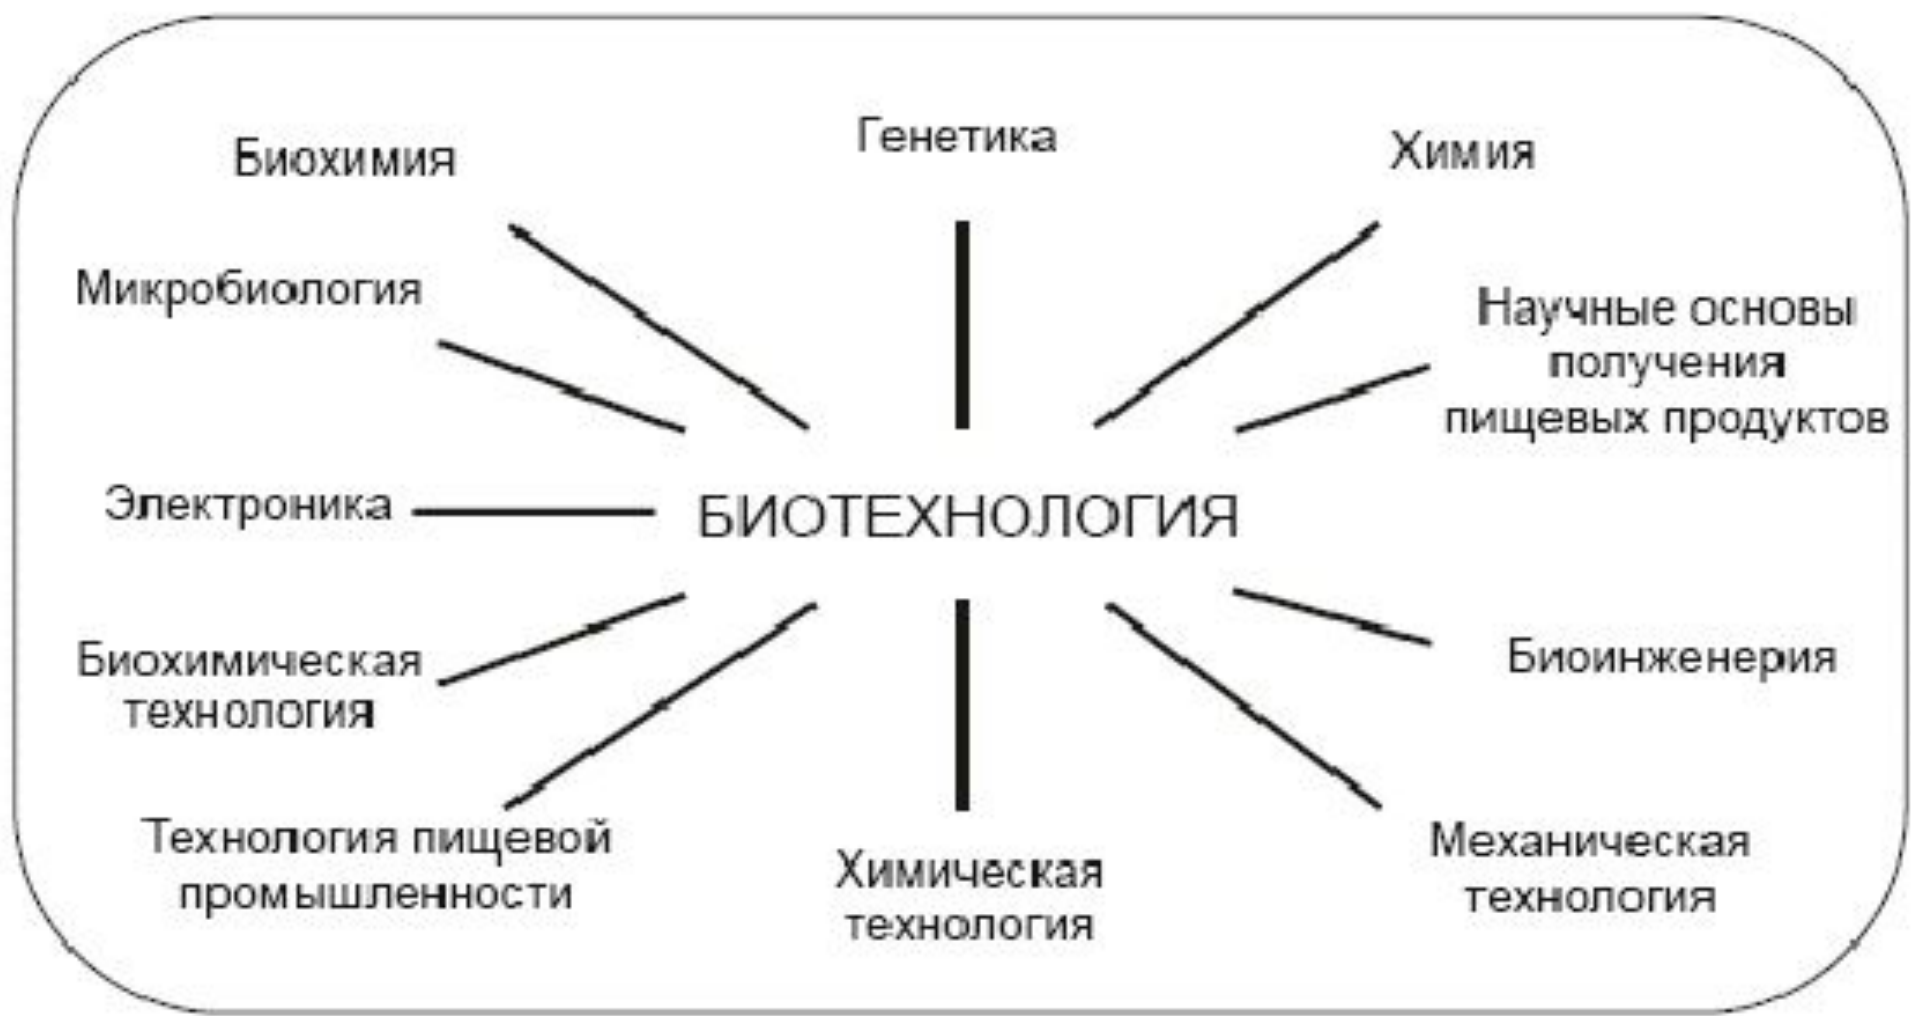 Биохимия
Генетика
Химия
Микробиология
Научные основы
получения
пищевых продуктов
Электроника
БИОТЕХНОЛОГИЯ
Биохимическая
технология
Биоинженерия
Технология пищевой
промышленности
Химическая
технология
Механическая
технология